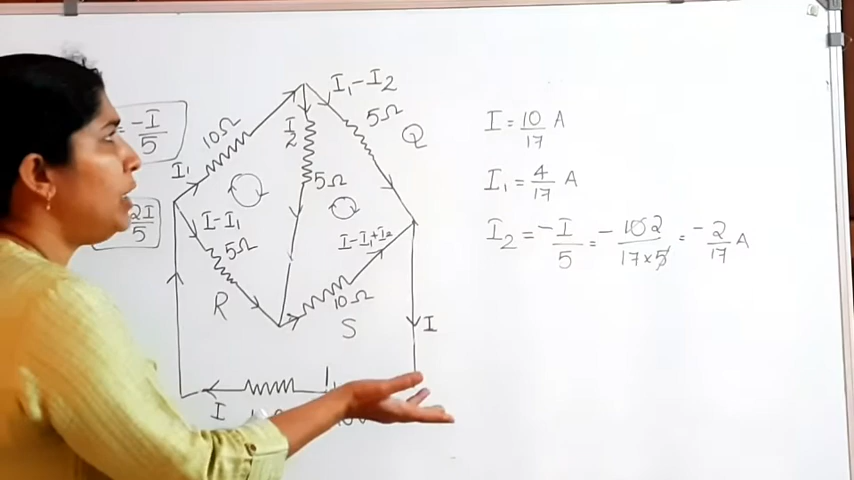 -I/5
2I/5
I₁-I₂
10Ω
5Ω
I₂
Q
I₁
5Ω
I-I₁
I-I₁+I₂
5Ω
10Ω
R
S
I
I
I = 10/17 A
I₁ = 4/17 A
I₂ = -I/5 = - 10 2/17×5 = -2/17 A